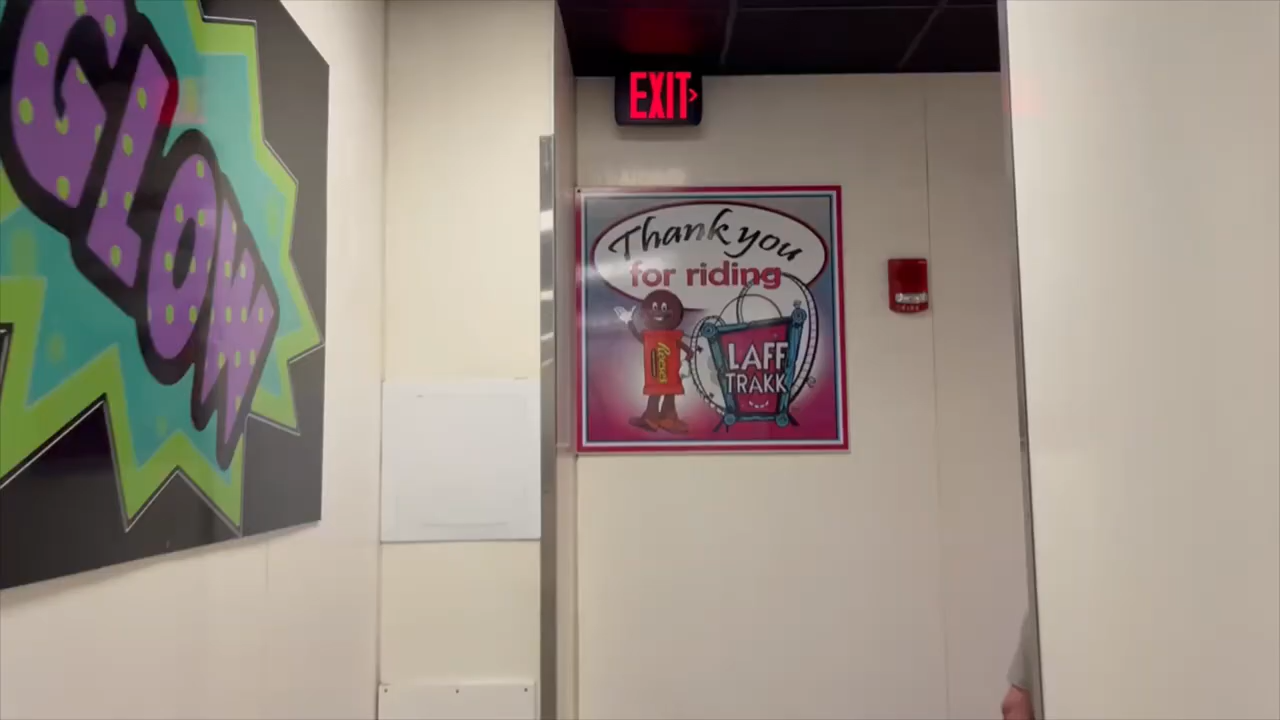 GLOW
EXIT
Thank you
for riding
Reese's
LAFF
TRAKK